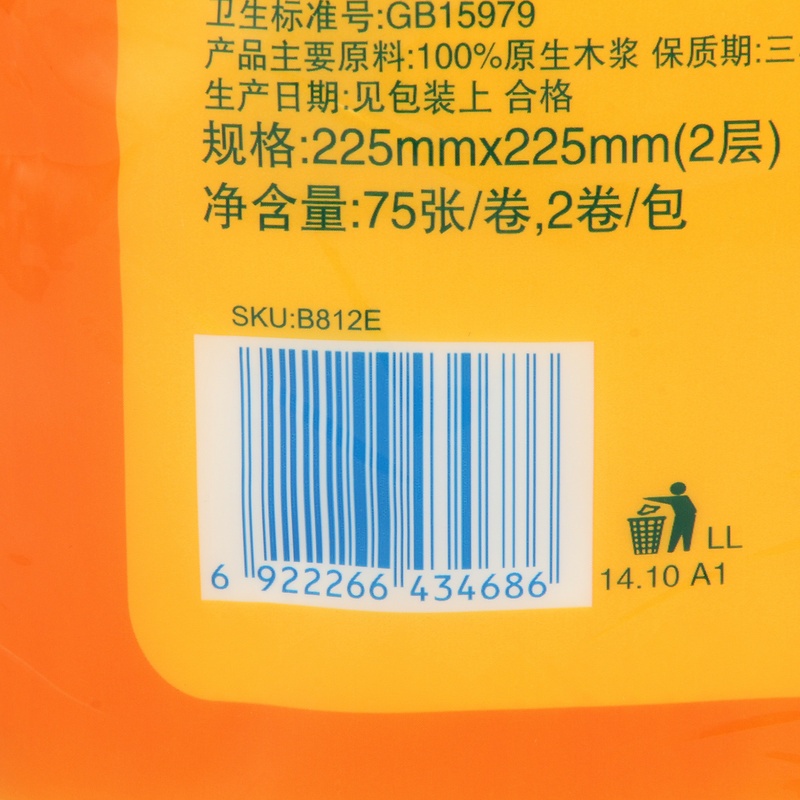 卫生标准号:GB15979
产品主要原料:100%原生木浆 保质期:三
生产日期:见包装上 合格
规格:225mmx225mm(2层)
净含量:75张/卷,2卷/包
SKU:B812E
6 922266 434686
LL
14.10 A1